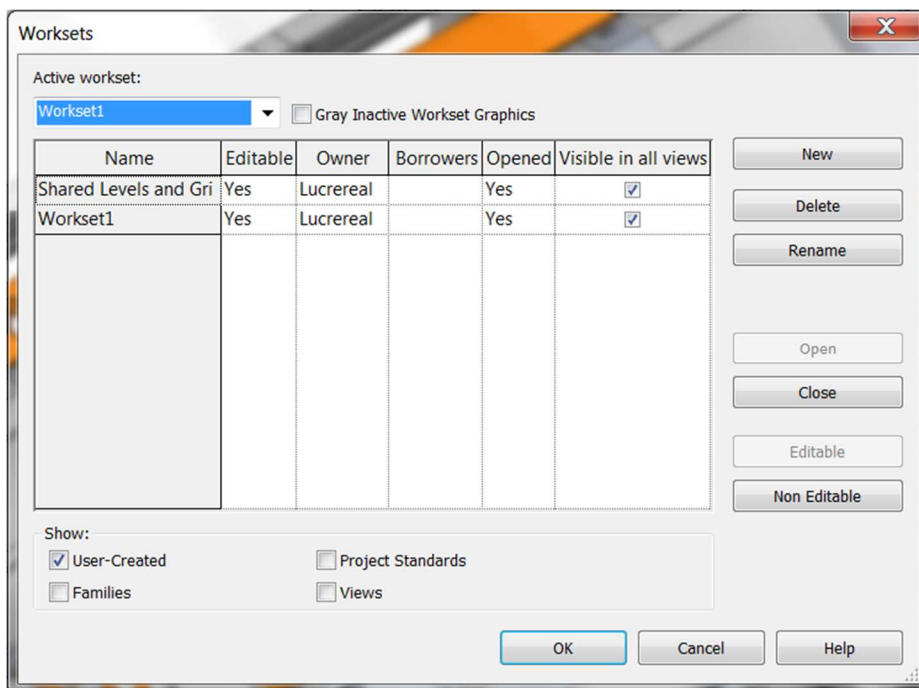 Worksets
Active workset:
Workset1
Gray Inactive Workset Graphics
Name Editable Owner Borrowers Opened Visible in all views
Shared Levels and Gri Yes Lucrereal Yes
Workset1 Yes Lucrereal Yes
New
Delete
Rename
Open
Close
Editable
Non Editable
Show:
User-Created Project Standards
Families Views
OK Cancel Help